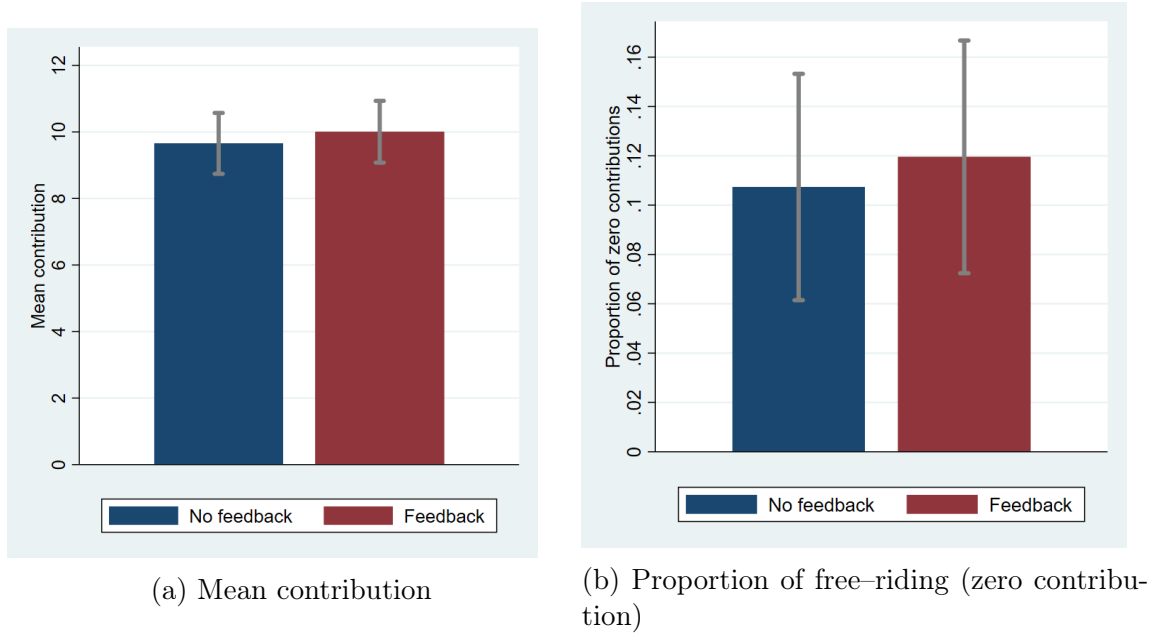 Mean contribution
12
10
8
6
4
2
0
No feedback Feedback
(a) Mean contribution
Proportion of zero contributions
.16
.14
.12
.1
.08
.06
.04
.02
0
No feedback Feedback
(b) Proportion of free–riding (zero contribu-
tion)